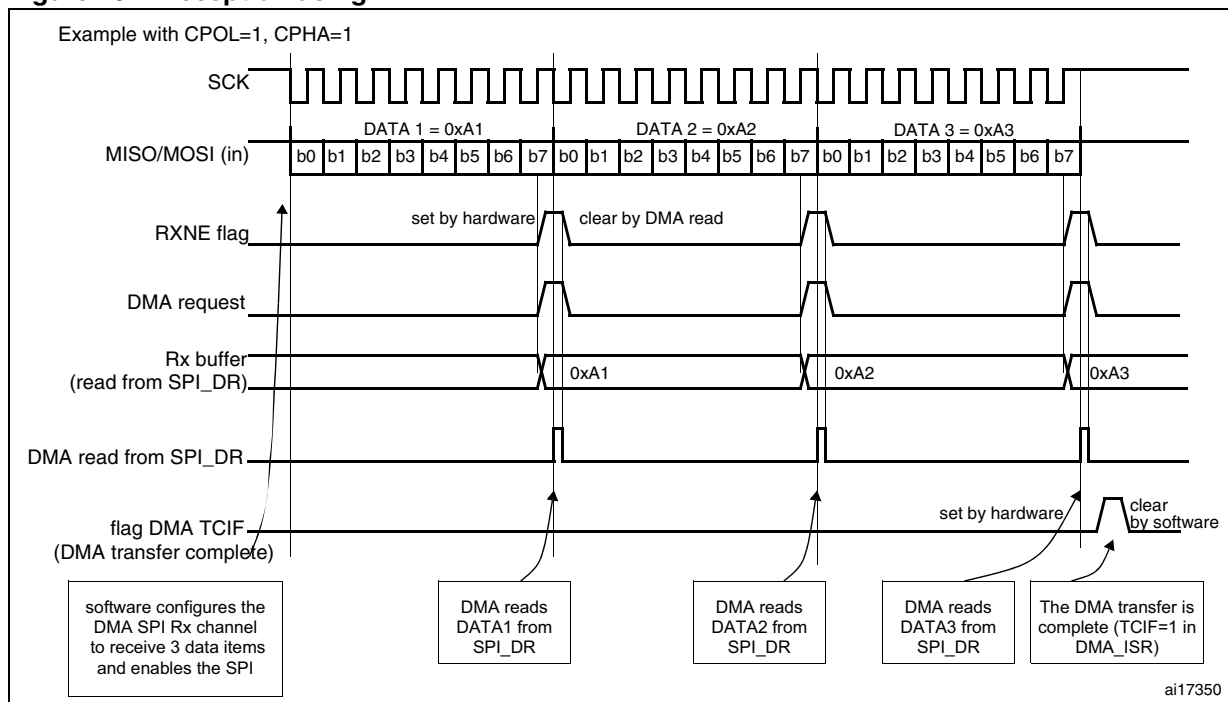 Example with CPOL=1, CPHA=1
SCK
DATA 1 = 0xA1
DATA 2 = 0xA2
DATA 3 = 0xA3
MISO/MOSI (in)
b0 b1 b2 b3 b4 b5 b6 b7 b0 b1 b2 b3 b4 b5 b6 b7 b0 b1 b2 b3 b4 b5 b6 b7
set by hardware
clear by DMA read
RXNE flag
DMA request
Rx buffer
(read from SPI_DR)
0xA1
0xA2
0xA3
DMA read from SPI_DR
flag DMA TCIF
(DMA transfer complete)
set by hardware
clear
by software
software configures the
DMA SPI Rx channel
to receive 3 data items
and enables the SPI
DMA reads
DATA1 from
SPI_DR
DMA reads
DATA2 from
SPI_DR
DMA reads
DATA3 from
SPI_DR
The DMA transfer is
complete (TCIF=1 in
DMA_ISR)
ai17350